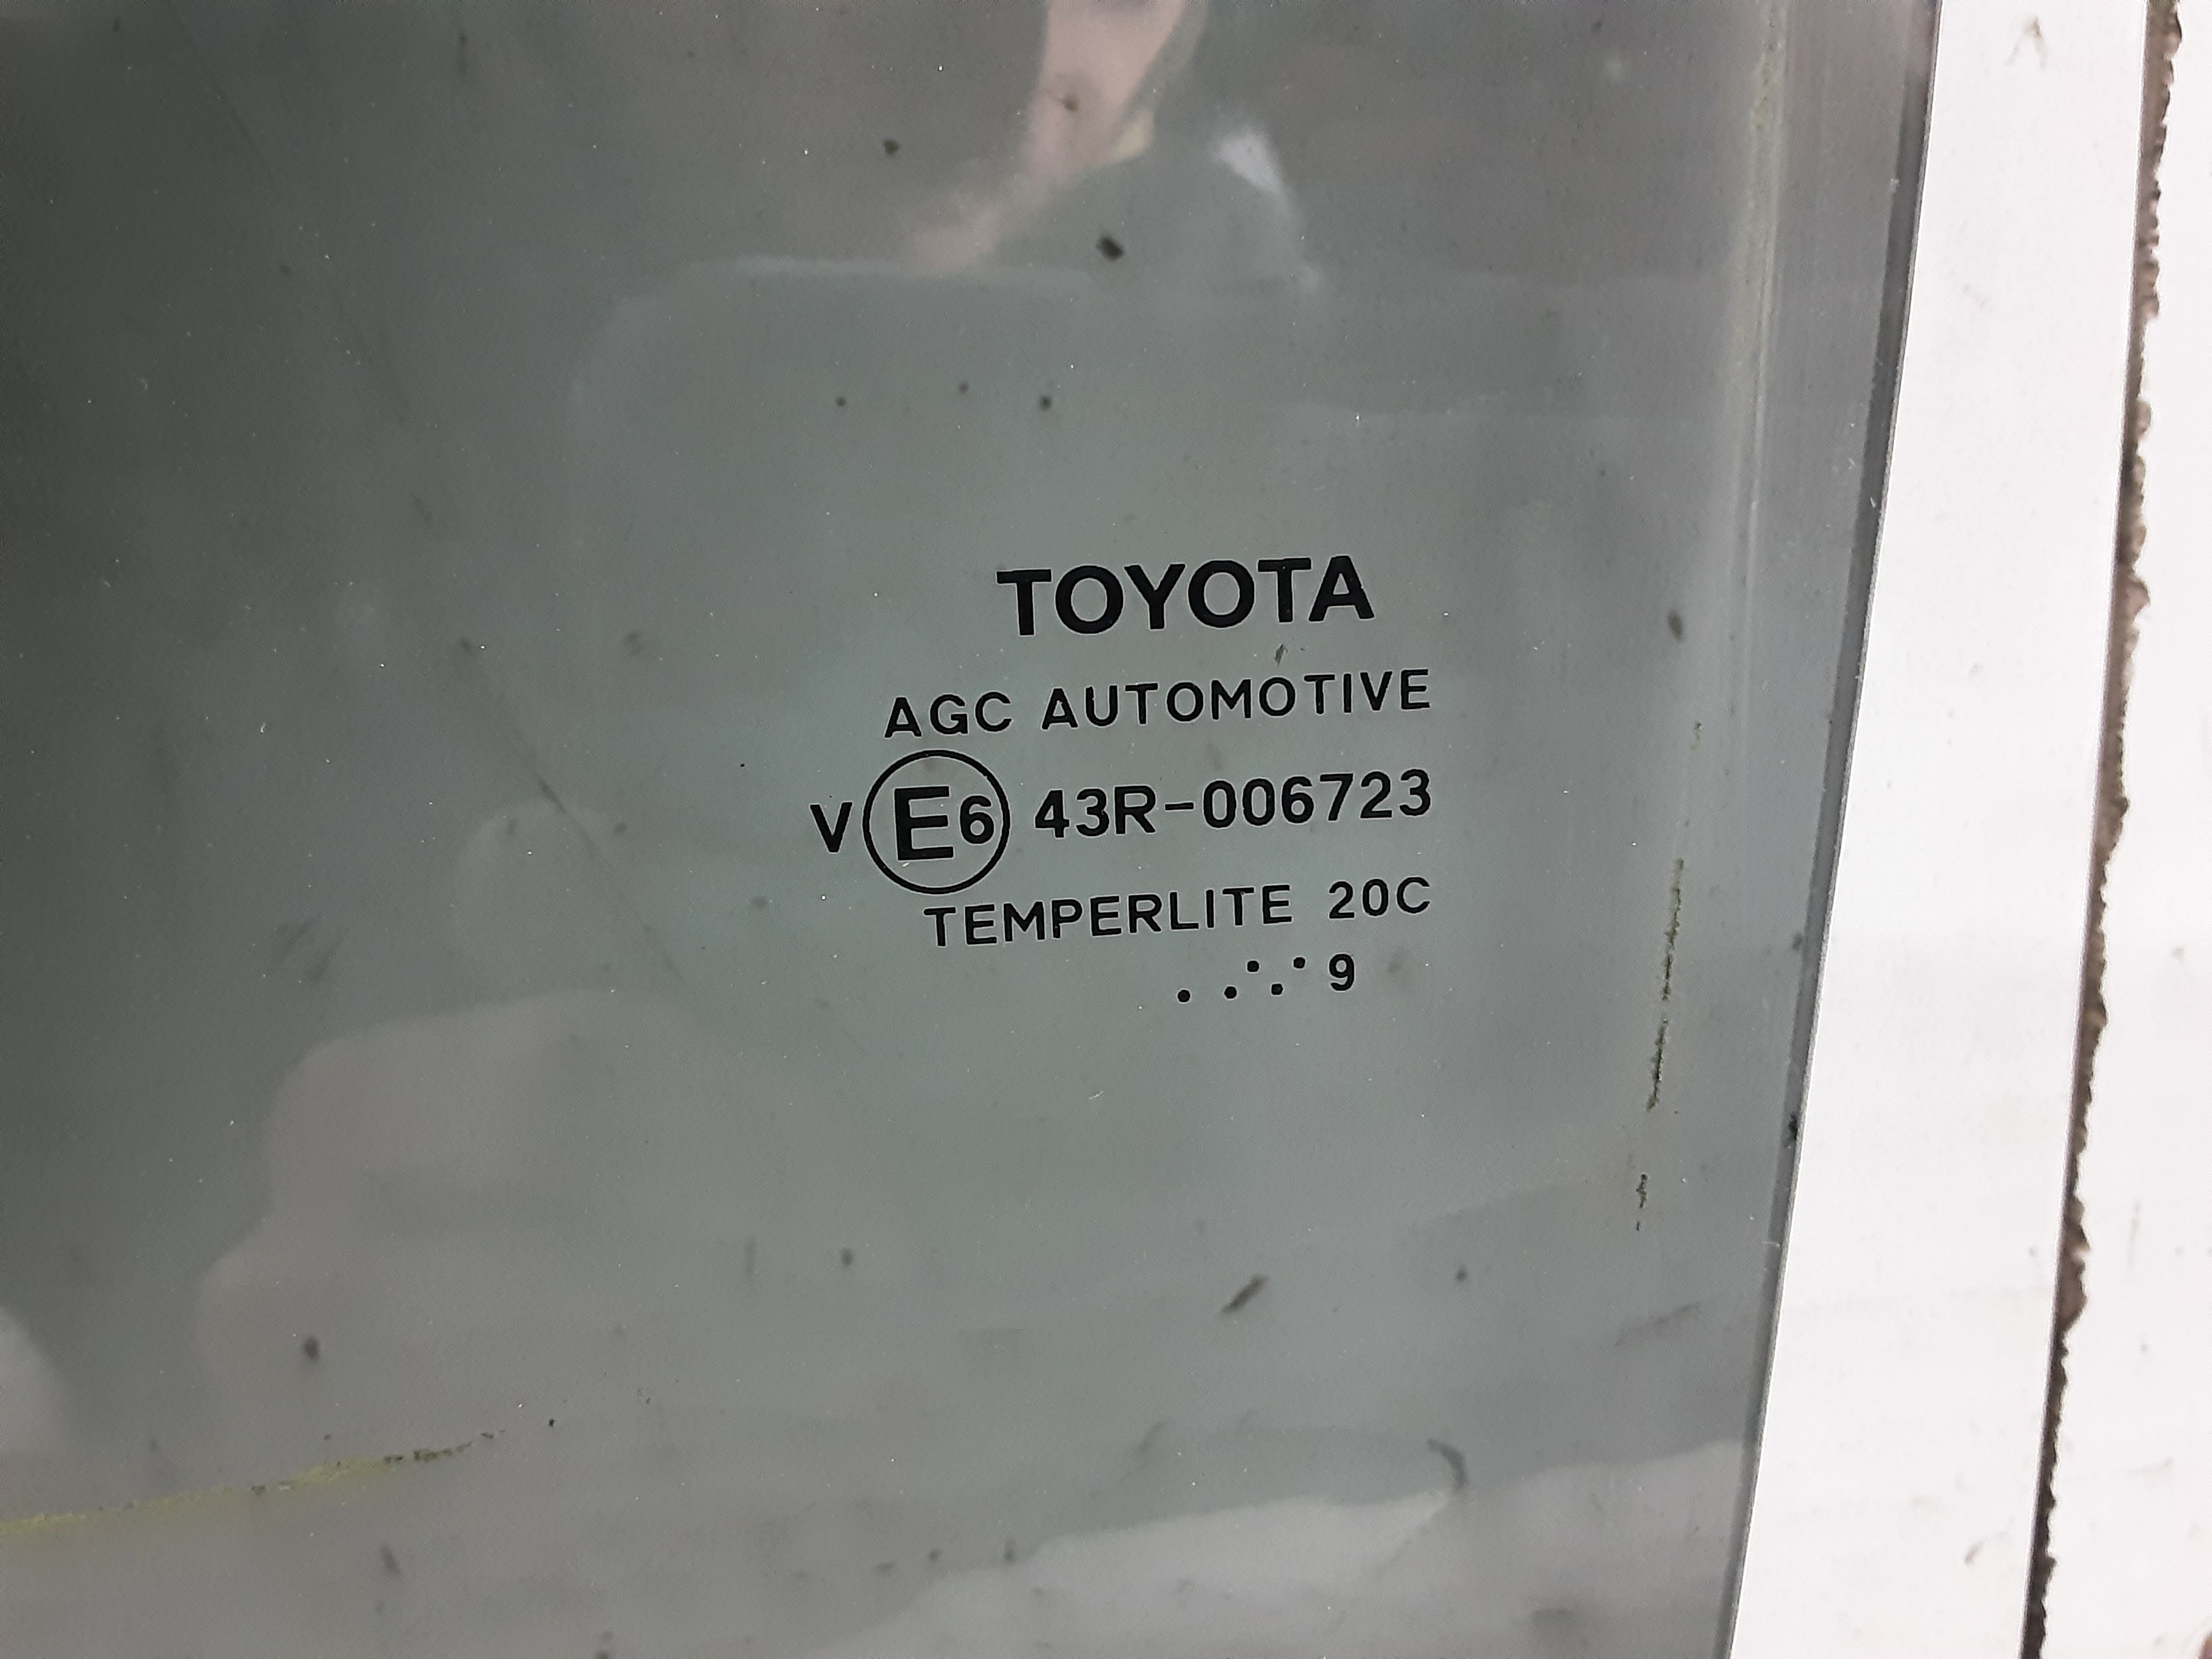 TOYOTA
AGC AUTOMOTIVE
V E6 43R-006723
TEMPERLITE 20C
. . : . · 9